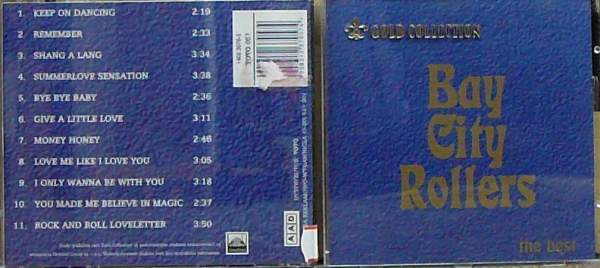 1. KEEP ON DANCING 2:19
2. REMEMBER 2:33
3. SHANG A LANG 3:34
4. SUMMERLOVE SENSATION 3:38
5. BYE BYE BABY 2:36
6. GIVE A LITTLE LOVE 3:11
7. MONEY HONEY 2:46
8. LOVE ME LIKE I LOVE YOU 3:05
9. I ONLY WANNA BE WITH YOU 3:18
10. YOU MADE ME BELIEVE IN MAGIC 2:37
11. ROCK AND ROLL LOVELETTER 3:50
AAD
GOLD COLLECTION
Bay
City
Rollers
the best